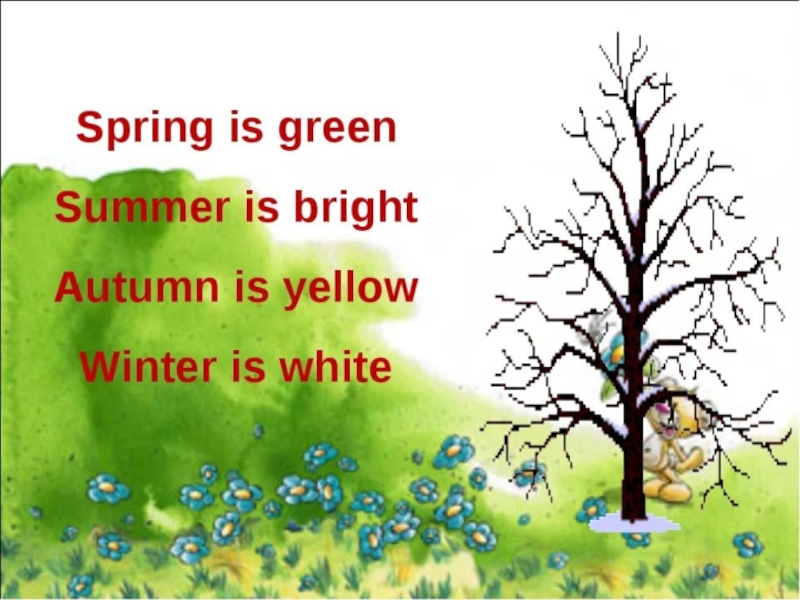 Spring is green
Summer is bright
Autumn is yellow
Winter is white